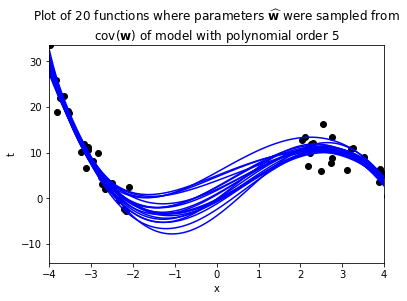 Plot of 20 functions where parameters ŵ were sampled from
cov(w) of model with polynomial order 5
30
20
10
0
−10
t
−4 −3 −2 −1 0 1 2 3 4
x